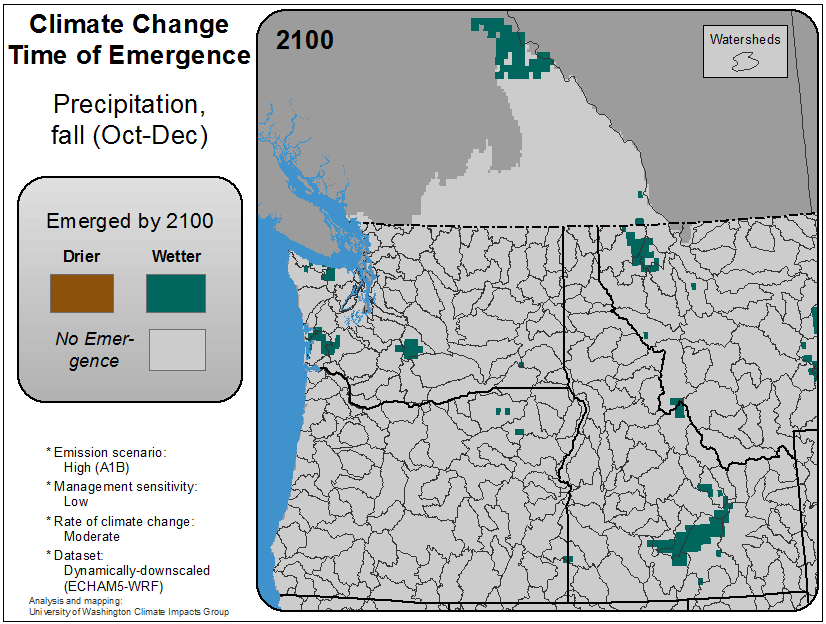 Climate Change
Time of Emergence
Precipitation,
fall (Oct-Dec)
Emerged by 2100
Drier
Wetter
No Emer-
gence
* Emission scenario:
High (A1B)
* Management sensitivity:
Low
* Rate of climate change:
Moderate
* Dataset:
Dynamically-downscaled
(ECHAM5-WRF)
Analysis and mapping:
University of Washington Climate Impacts Group
2100
Watersheds